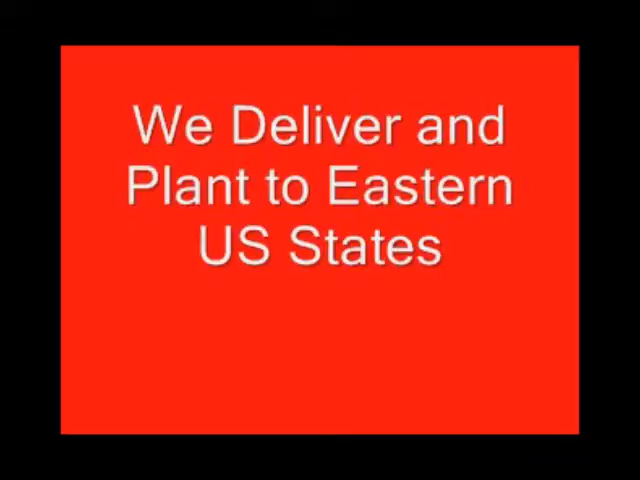 We Deliver and
Plant to Eastern
US States